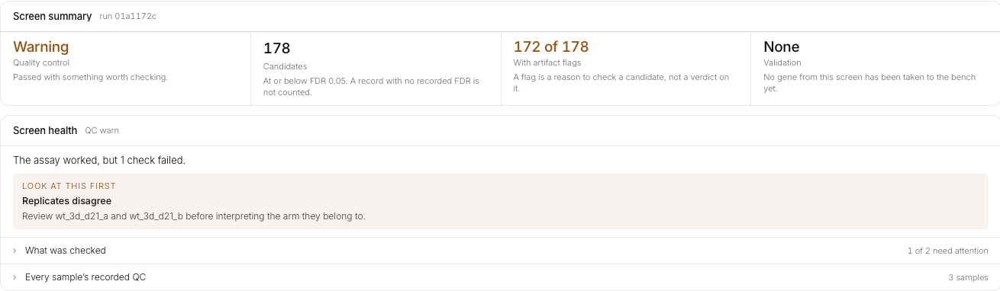 Screen summary run 01a1172c
Warning
Quality control
Passed with something worth checking.
178
Candidates
At or below FDR 0.05. A record with no recorded FDR is
not counted.
172 of 178
With artifact flags
A flag is a reason to check a candidate, not a verdict on
it.
None
Validation
No gene from this screen has been taken to the bench
yet.
Screen health QC warn
The assay worked, but 1 check failed.
LOOK AT THIS FIRST
Replicates disagree
Review wt_3d_d21_a and wt_3d_d21_b before interpreting the arm they belong to.
› What was checked 1 of 2 need attention
› Every sample’s recorded QC 3 samples